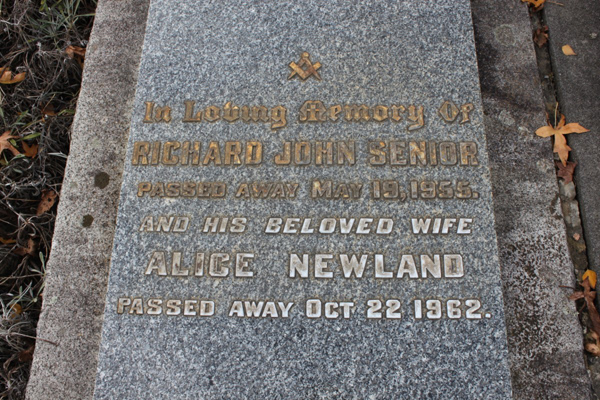 In Loving Memory Of
RICHARD JOHN SENIOR
PASSED AWAY MAY 19, 1955.
AND HIS BELOVED WIFE
ALICE NEWLAND
PASSED AWAY OCT 22 1962.